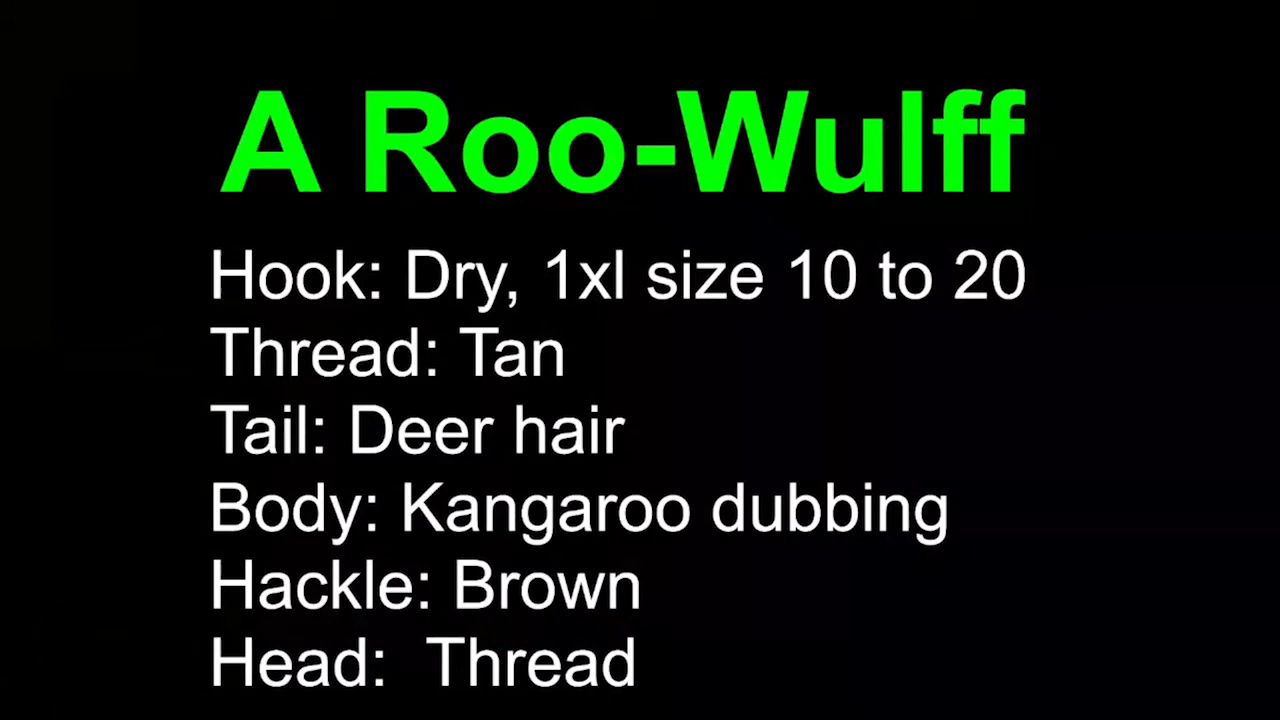 A Roo-Wulff
Hook: Dry, 1xl size 10 to 20
Thread: Tan
Tail: Deer hair
Body: Kangaroo dubbing
Hackle: Brown
Head:  Thread